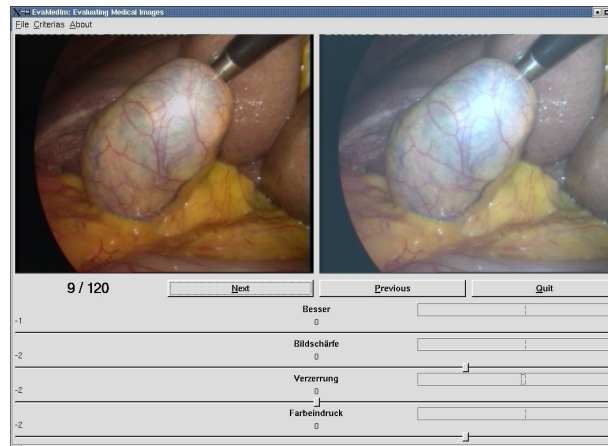 EvaMedIm: Evaluating Medical Images
File Criterias About
9 / 120 Next Previous Quit
Besser
-1 0
Bildschärfe
-2 0
Verzerrung
-2 0
Farbeindruck
-2 0